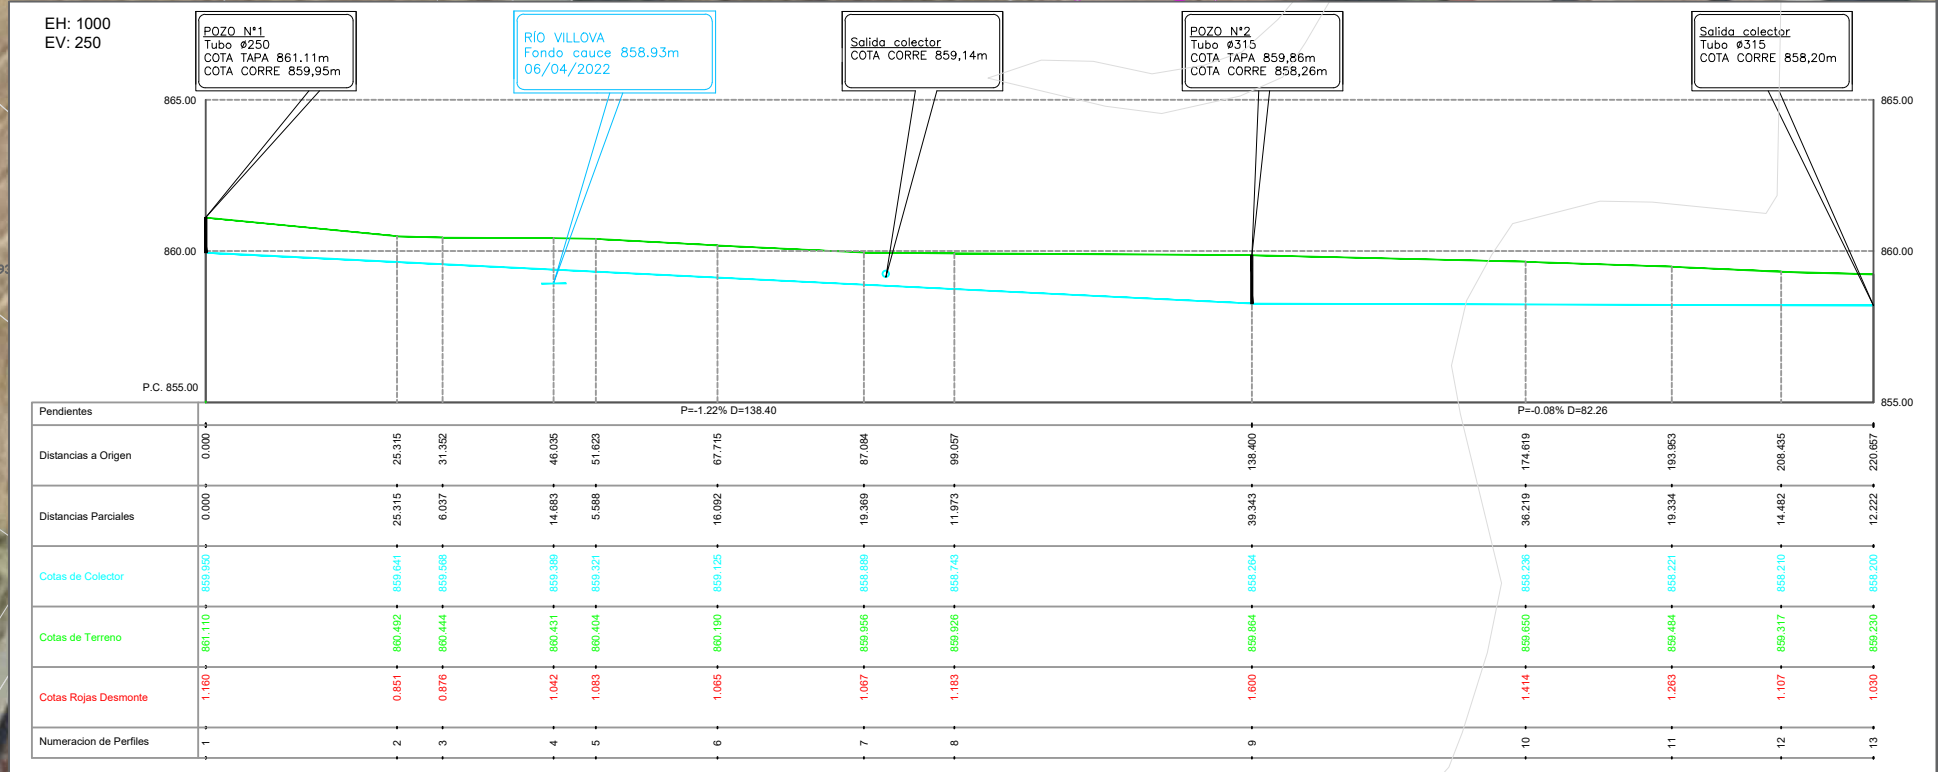 EH: 1000
EV: 250
POZO N°1
Tubo ø250
COTA TAPA 861.11m
COTA CORRE 859,95m
RÍO VILLOVA
Fondo cauce 858.93m
06/04/2022
Salida colector
COTA CORRE 859,14m
POZO N°2
Tubo ø315
COTA TAPA 859,86m
COTA CORRE 858,26m
Salida colector
Tubo ø315
COTA CORRE 858,20m
865.00 865.00
860.00 860.00
P.C. 855.00 855.00
Pendientes P=-1.22% D=138.40 P=-0.08% D=82.26
Distancias a Origen 0.000 25.315 31.352 46.035 51.623 67.715 87.084 99.057 138.400 174.619 193.953 208.435 220.657
Distancias Parciales 0.000 25.315 6.037 14.683 5.588 16.092 19.369 11.973 39.343 36.219 19.334 14.482 12.222
Cotas de Colector 859.950 859.641 859.568 859.389 859.321 859.125 858.889 858.743 858.264 858.236 858.221 858.210 858.200
Cotas de Terreno 861.110 860.492 860.444 860.431 860.404 860.190 859.956 859.926 859.864 859.650 859.484 859.317 859.230
Cotas Rojas Desmonte 1.160 0.851 0.876 1.042 1.083 1.065 1.067 1.183 1.600 1.414 1.263 1.107 1.030
Numeracion de Perfiles 1 2 3 4 5 6 7 8 9 10 11 12 13